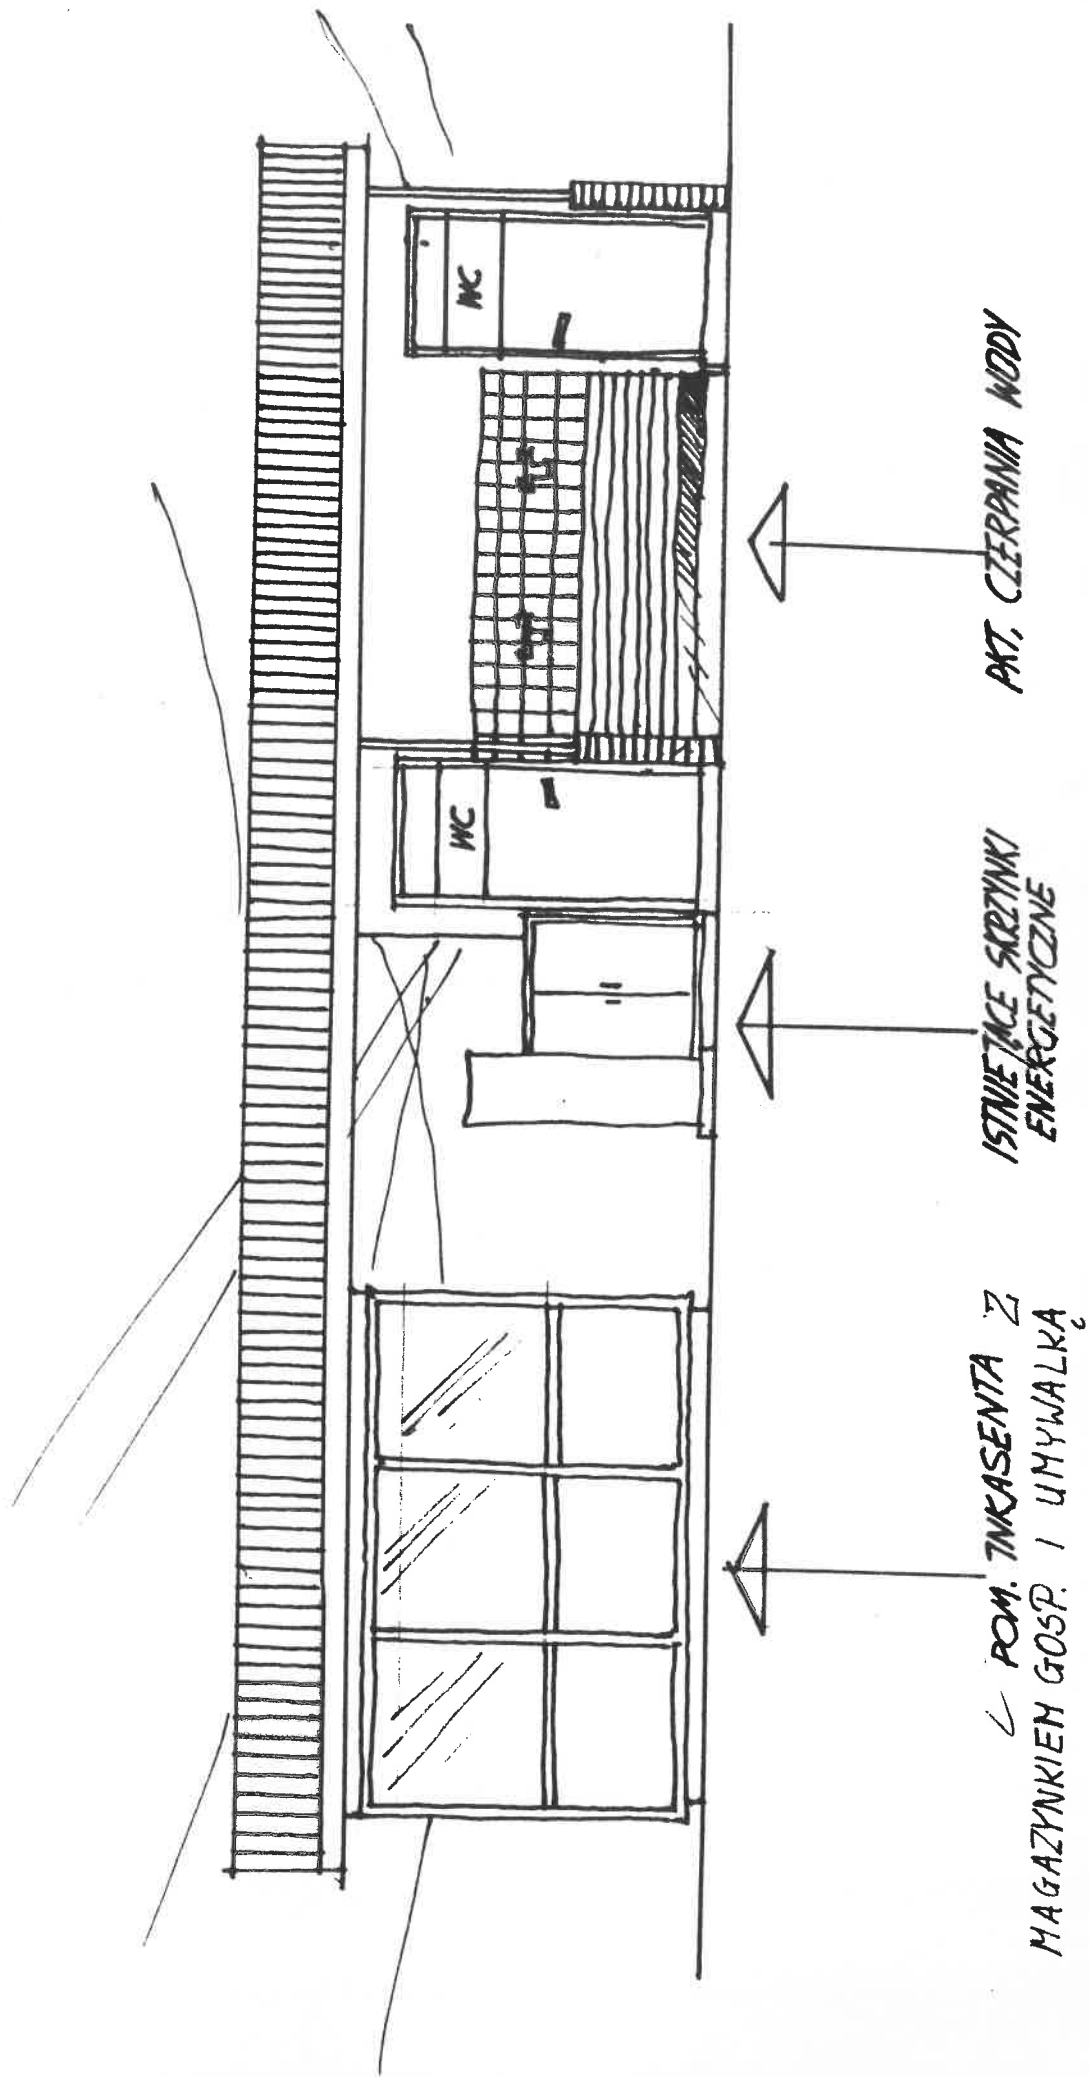 WC
WC
POM. INKASENTA Z
MAGAZYNKIEM GOSP. I UMYWALKĄ
ISTNIEJĄCE SKRZYNKI
ENERGETYCZNE
PKT. CZERPANIA WODY